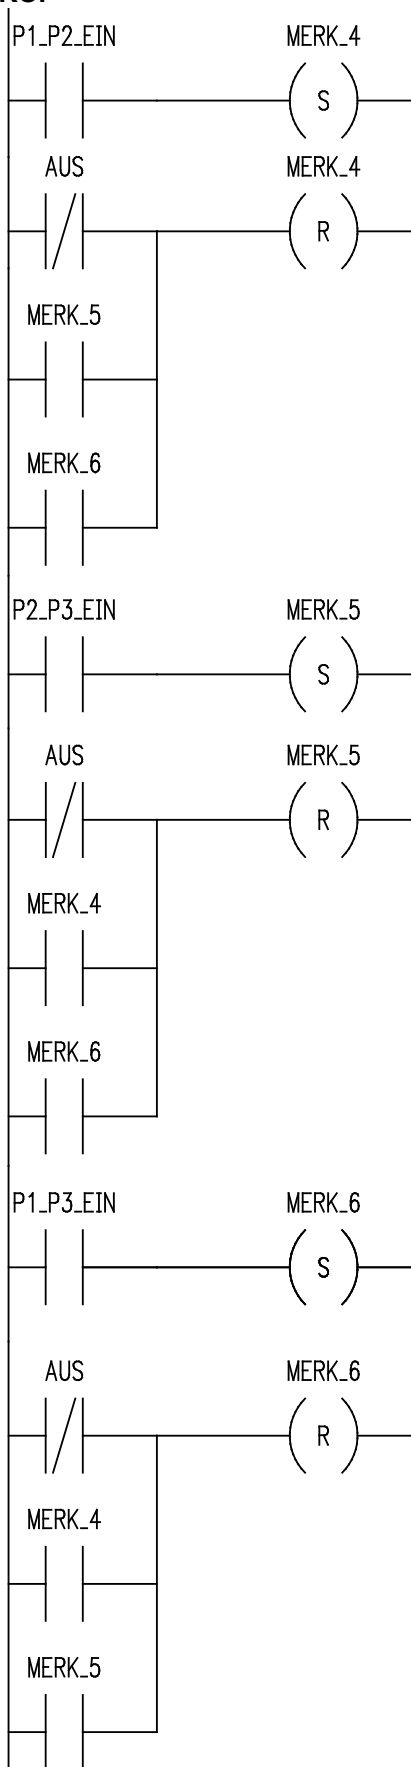 P1_P2_EIN MERK_4
S
AUS MERK_4
R
MERK_5
MERK_6
P2_P3_EIN MERK_5
S
AUS MERK_5
R
MERK_4
MERK_6
P1_P3_EIN MERK_6
S
AUS MERK_6
R
MERK_4
MERK_5